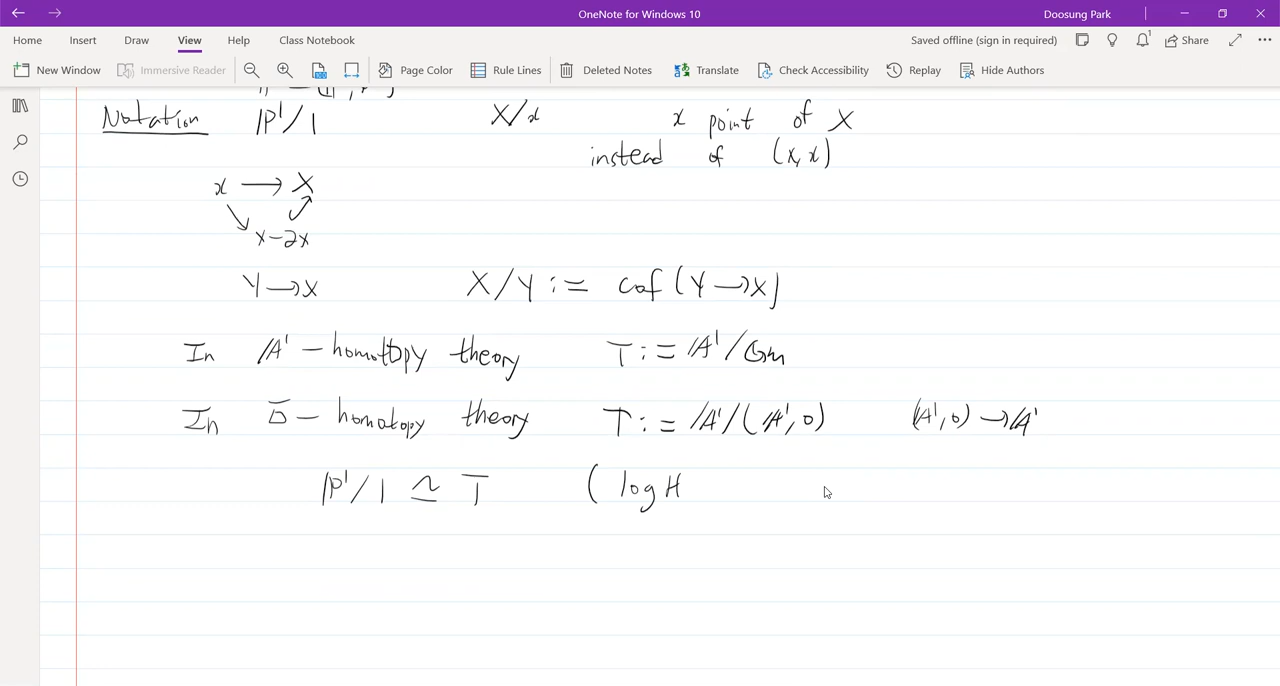 OneNote for Windows 10
Doosung Park
Home Insert Draw View Help Class Notebook
Saved offline (sign in required) Share
New Window Immersive Reader Page Color Rule Lines Deleted Notes Translate Check Accessibility Replay Hide Authors
Notation ℙ¹/1 X/x x point of X
instead of (X,x)
x → X
X-∂X
Y → X X/Y := cof(Y → X)
In 𝔸¹-homotopy theory T := 𝔸¹/𝔾m
In □̄-homotopy theory T := 𝔸¹/(𝔸¹,0) (𝔸¹,0) → 𝔸¹
ℙ¹/1 ≃ T ( logH